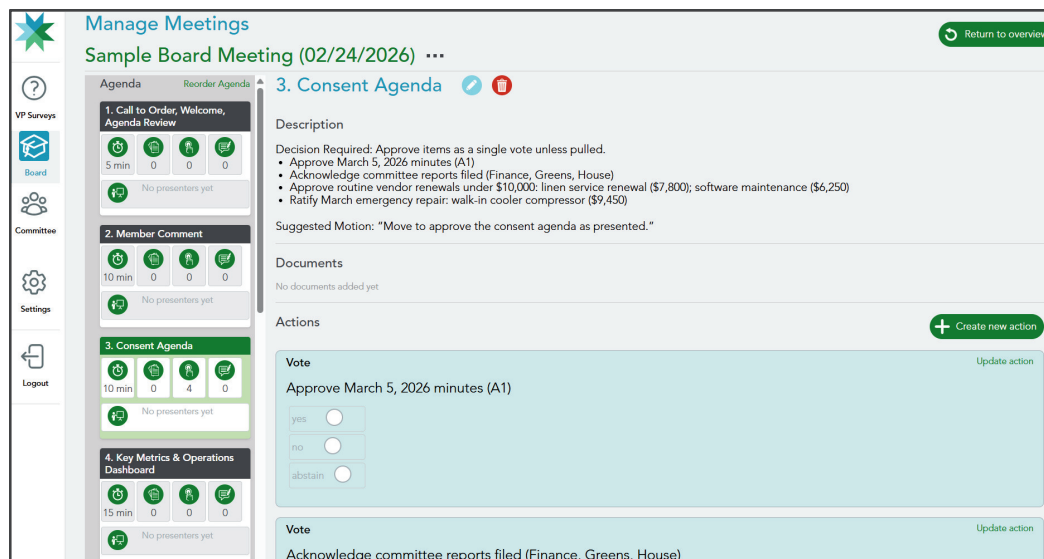 Manage Meetings
Sample Board Meeting (02/24/2026) ...
Return to overview
VP Surveys
Board
Committee
Settings
Logout
Agenda
Reorder Agenda
1. Call to Order, Welcome,
Agenda Review
5 min 0 0 0
No presenters yet
2. Member Comment
10 min 0 0 0
No presenters yet
3. Consent Agenda
10 min 0 4 0
No presenters yet
4. Key Metrics & Operations
Dashboard
15 min 0 0 0
No presenters yet
3. Consent Agenda
Description
Decision Required: Approve items as a single vote unless pulled.
• Approve March 5, 2026 minutes (A1)
• Acknowledge committee reports filed (Finance, Greens, House)
• Approve routine vendor renewals under $10,000: linen service renewal ($7,800); software maintenance ($6,250)
• Ratify March emergency repair: walk-in cooler compressor ($9,450)
Suggested Motion: “Move to approve the consent agenda as presented.”
Documents
No documents added yet
Actions
Create new action
Vote
Update action
Approve March 5, 2026 minutes (A1)
yes
no
abstain
Vote
Update action
Acknowledge committee reports filed (Finance, Greens, House)